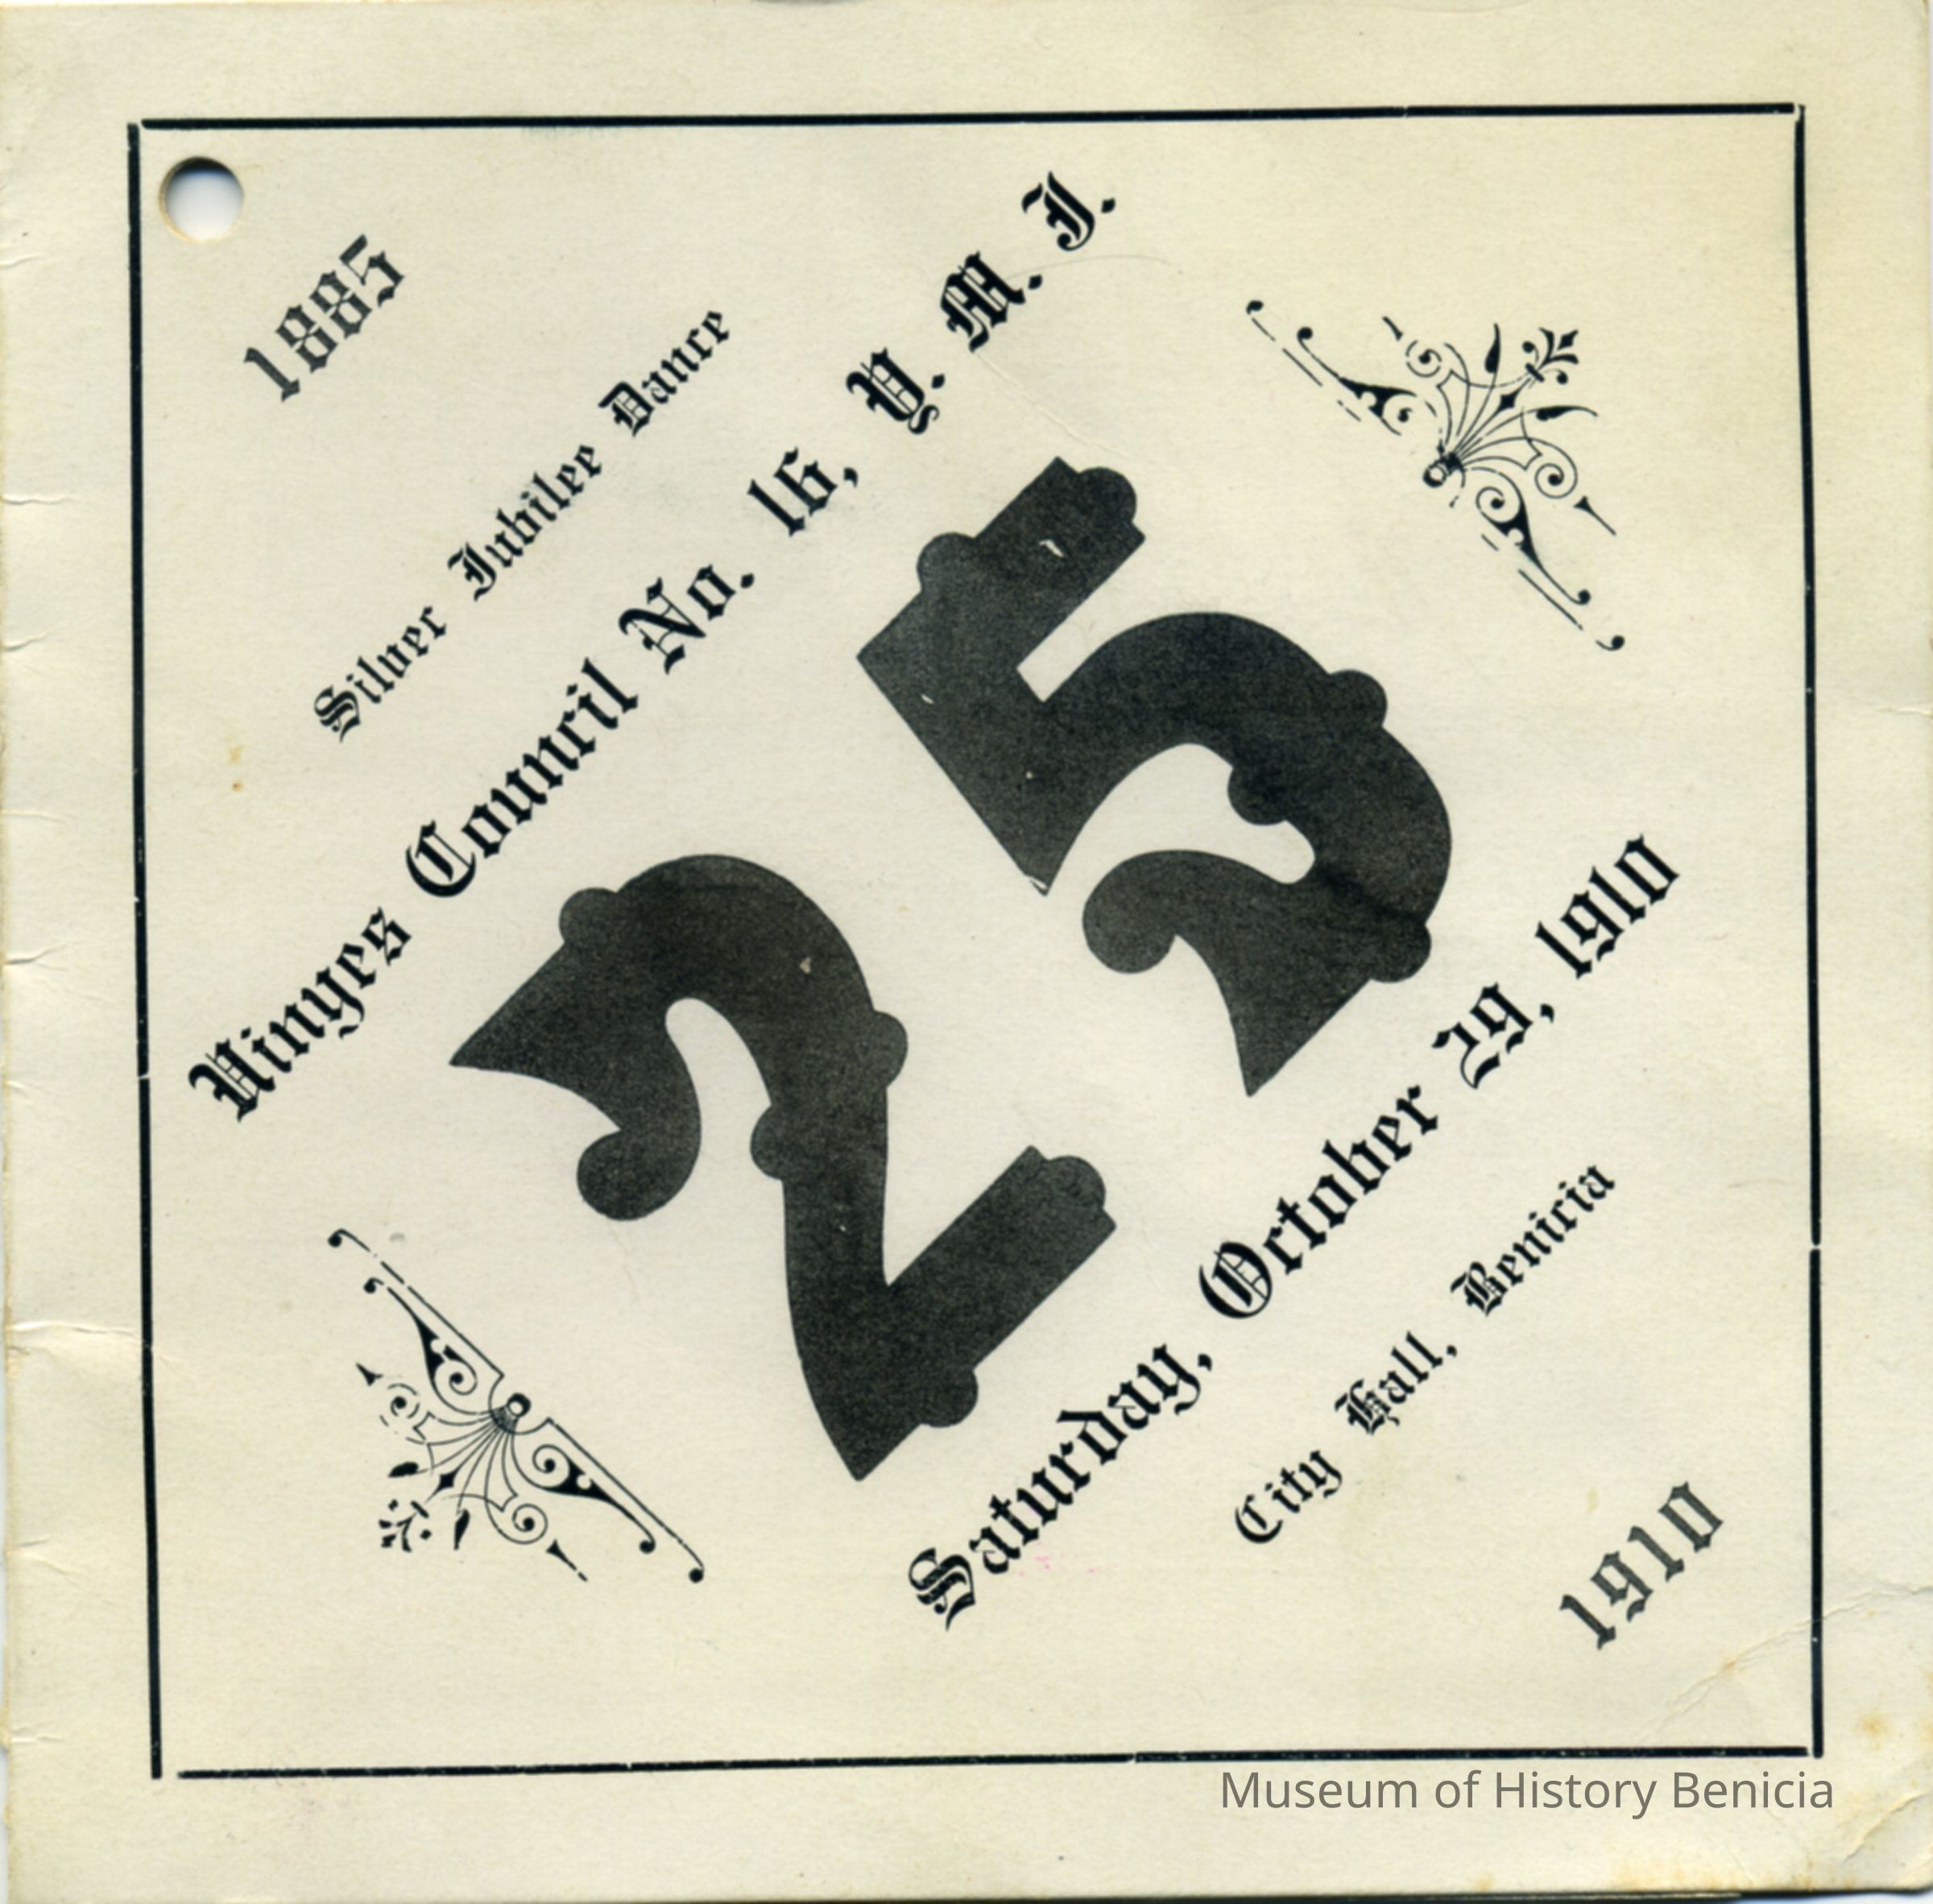 1885
Silver Jubilee Dance
Vinyes Council No. 16, Y. M. I.
25
Saturday, October 29, 1910
City Hall, Benicia
1910
Museum of History Benicia